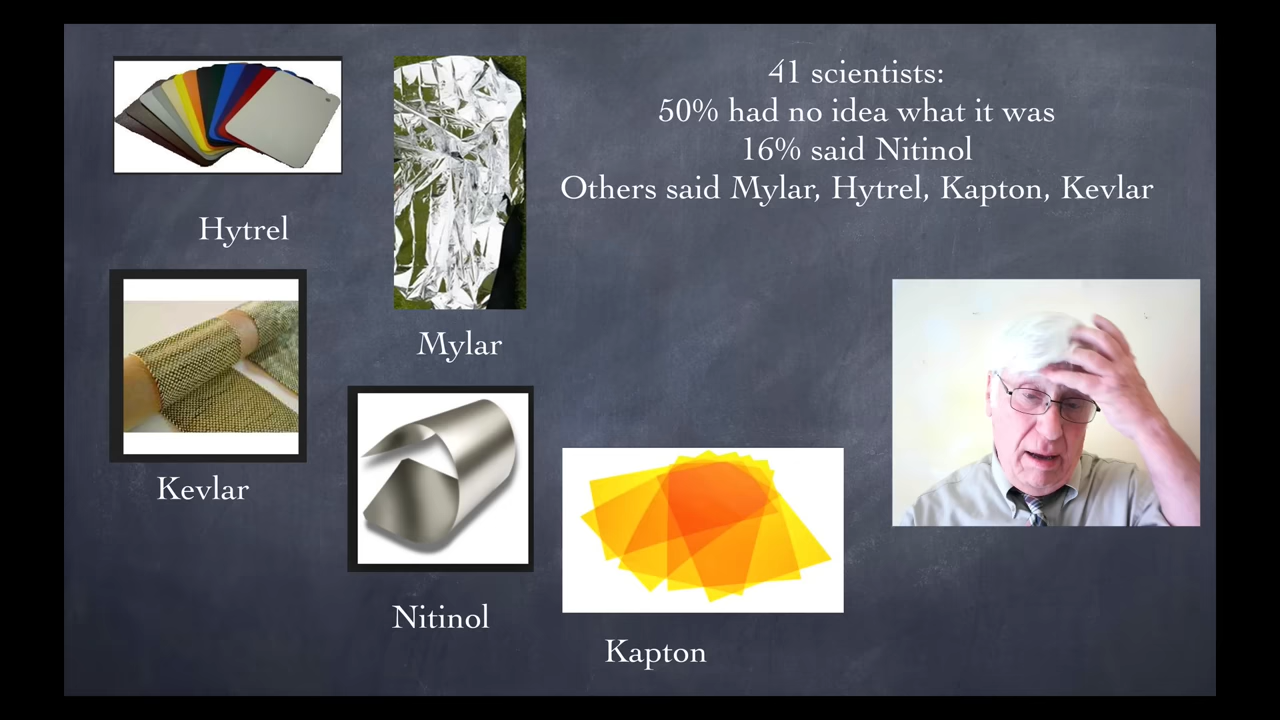 41 scientists:
50% had no idea what it was
16% said Nitinol
Others said Mylar, Hytrel, Kapton, Kevlar
Hytrel
Mylar
Kevlar
Nitinol
Kapton